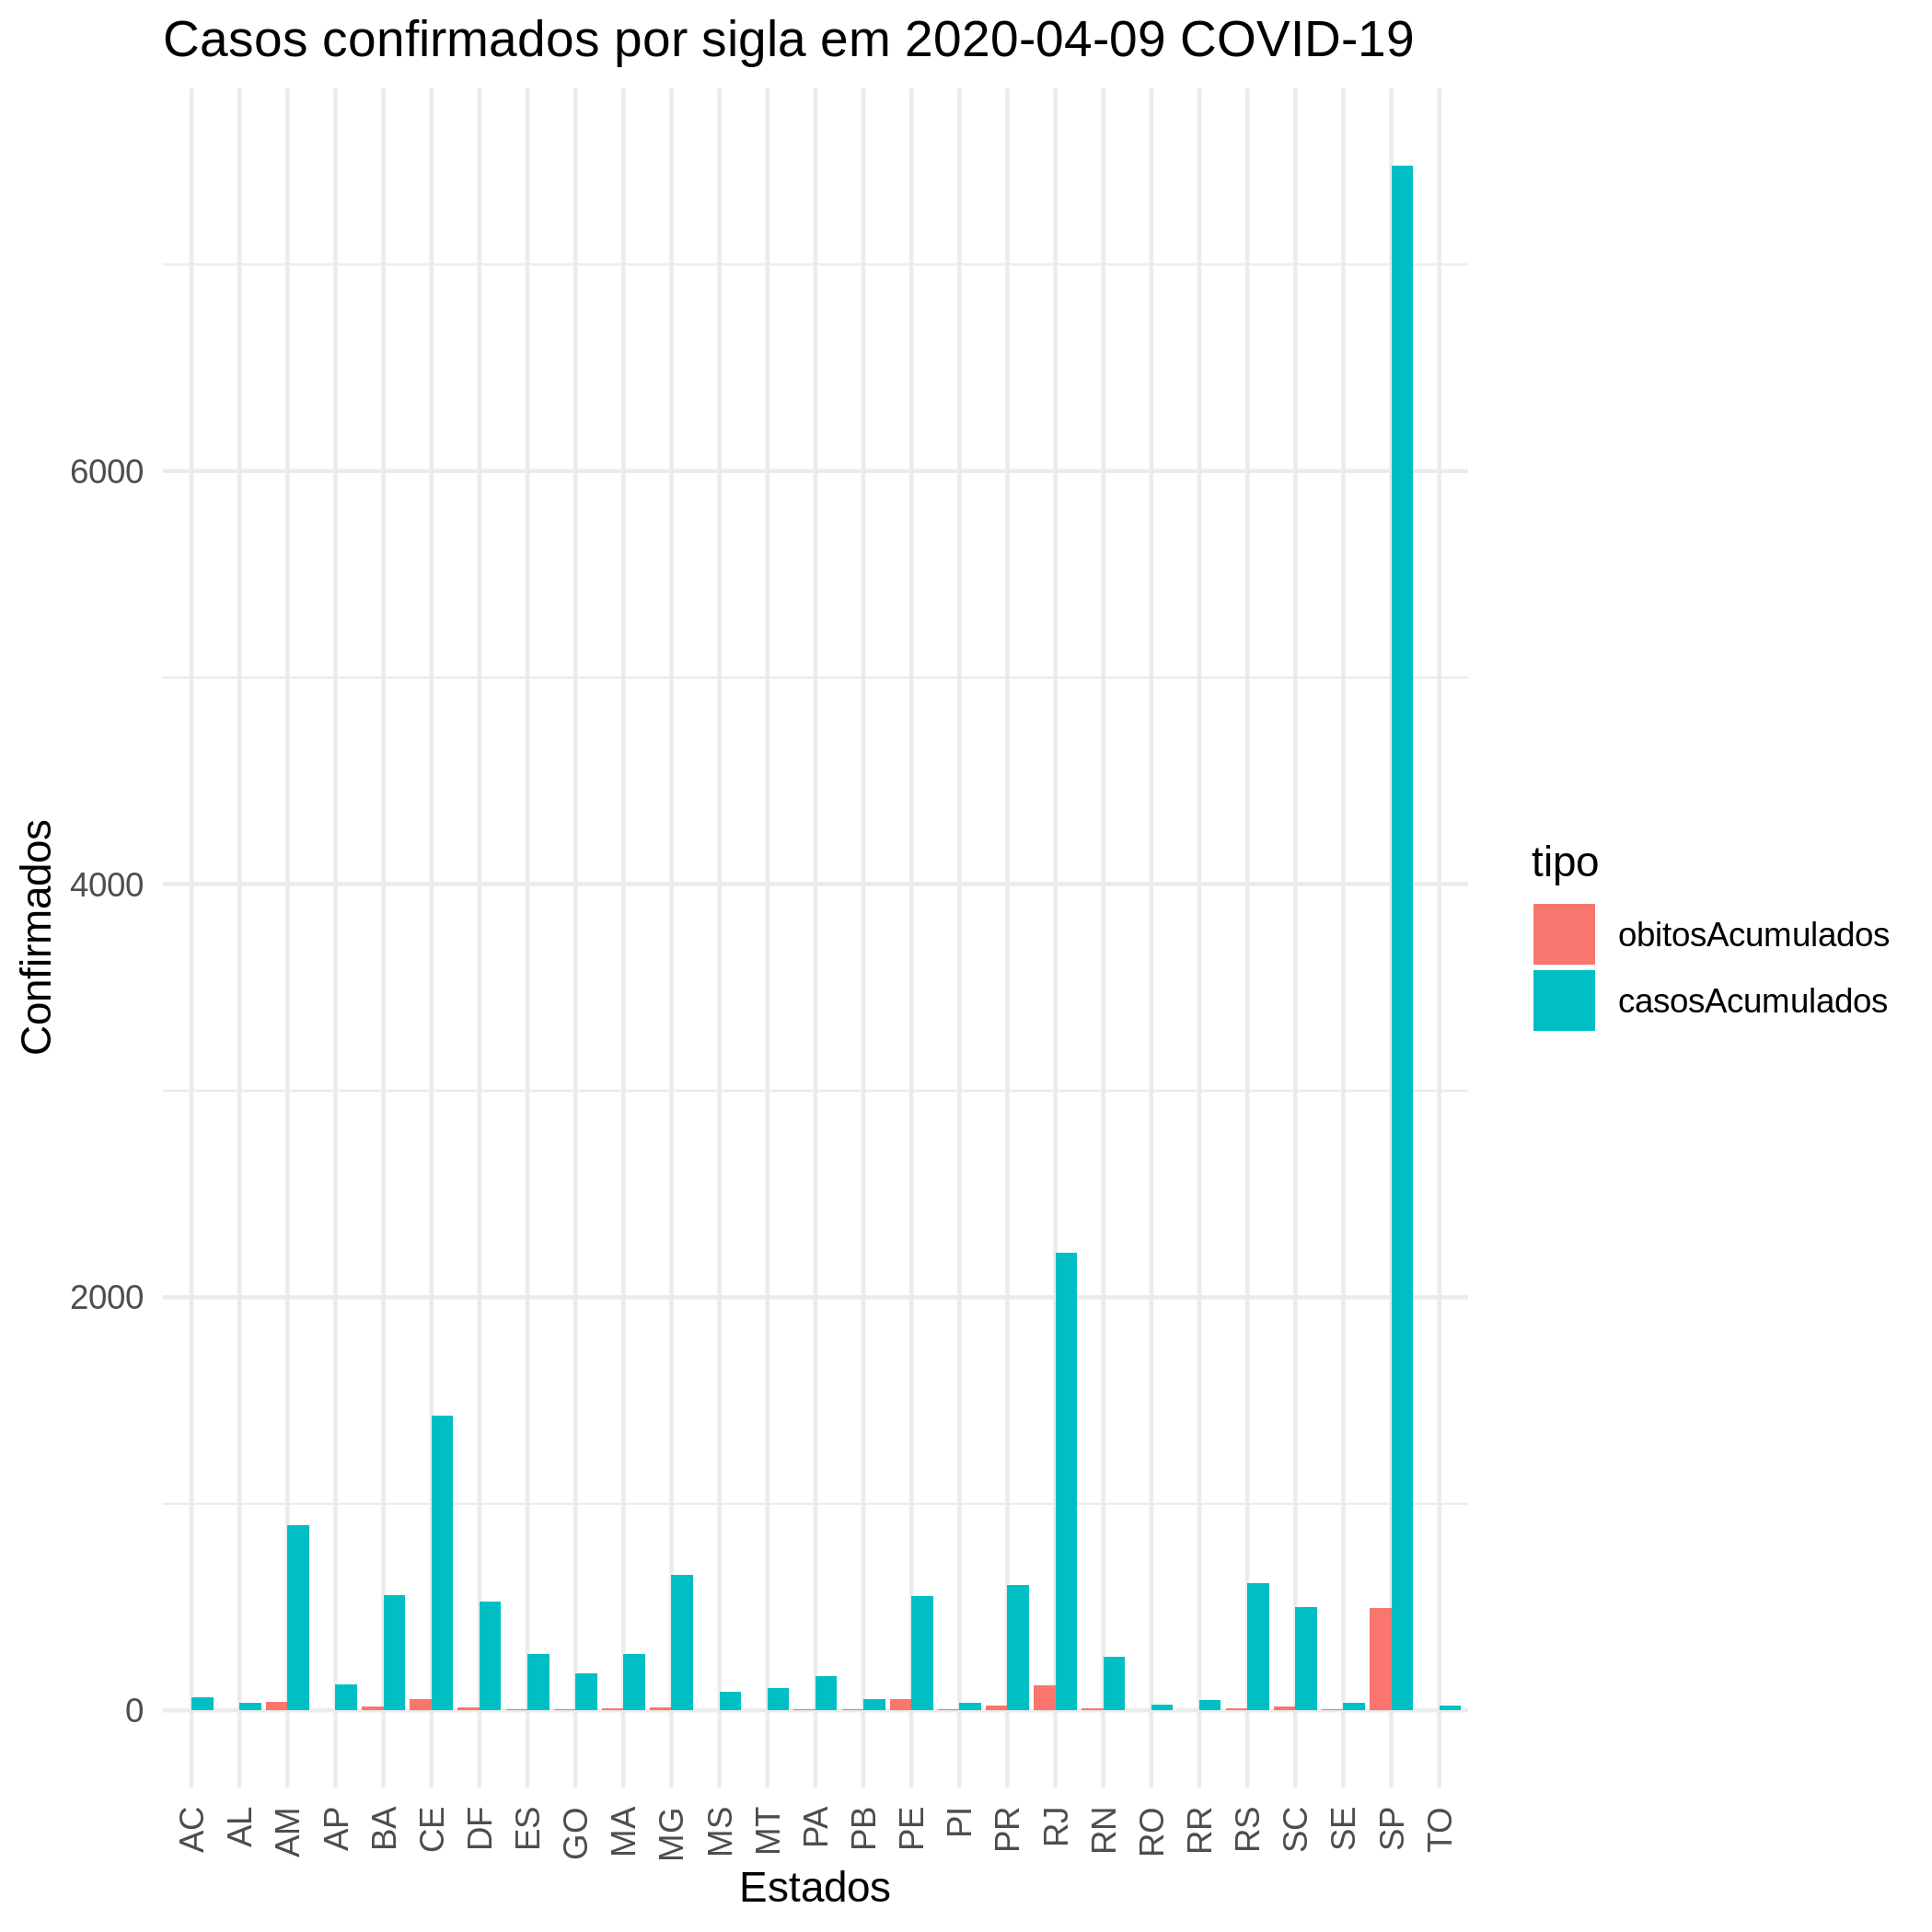 Casos confirmados por sigla em 2020-04-09 COVID-19
Confirmados
6000
4000
2000
0
AC AL AM AP BA CE DF ES GO MA MG MS MT PA PB PE PI PR RJ RN RO RR RS SC SE SP TO
Estados
tipo
obitosAcumulados
casosAcumulados